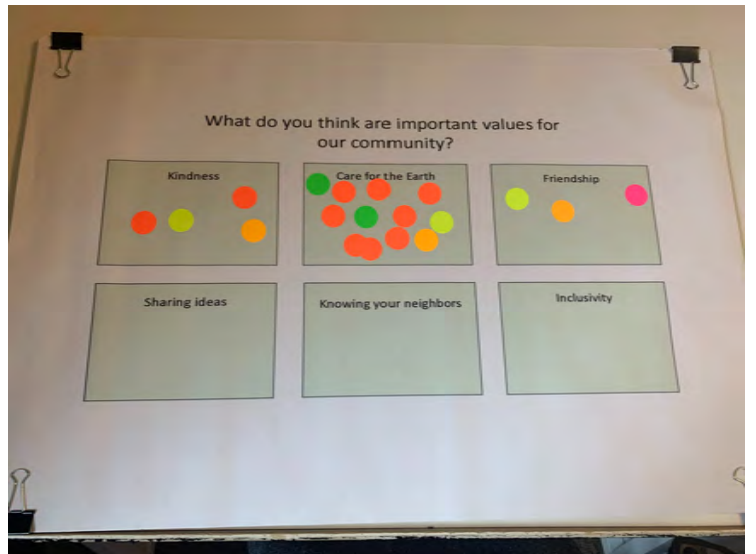 What do you think are important values for
our community?
Kindness
Care for the Earth
Friendship
Sharing ideas
Knowing your neighbors
Inclusivity